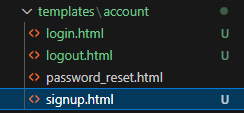 templates\account
login.html U
logout.html U
password_reset.html
signup.html U